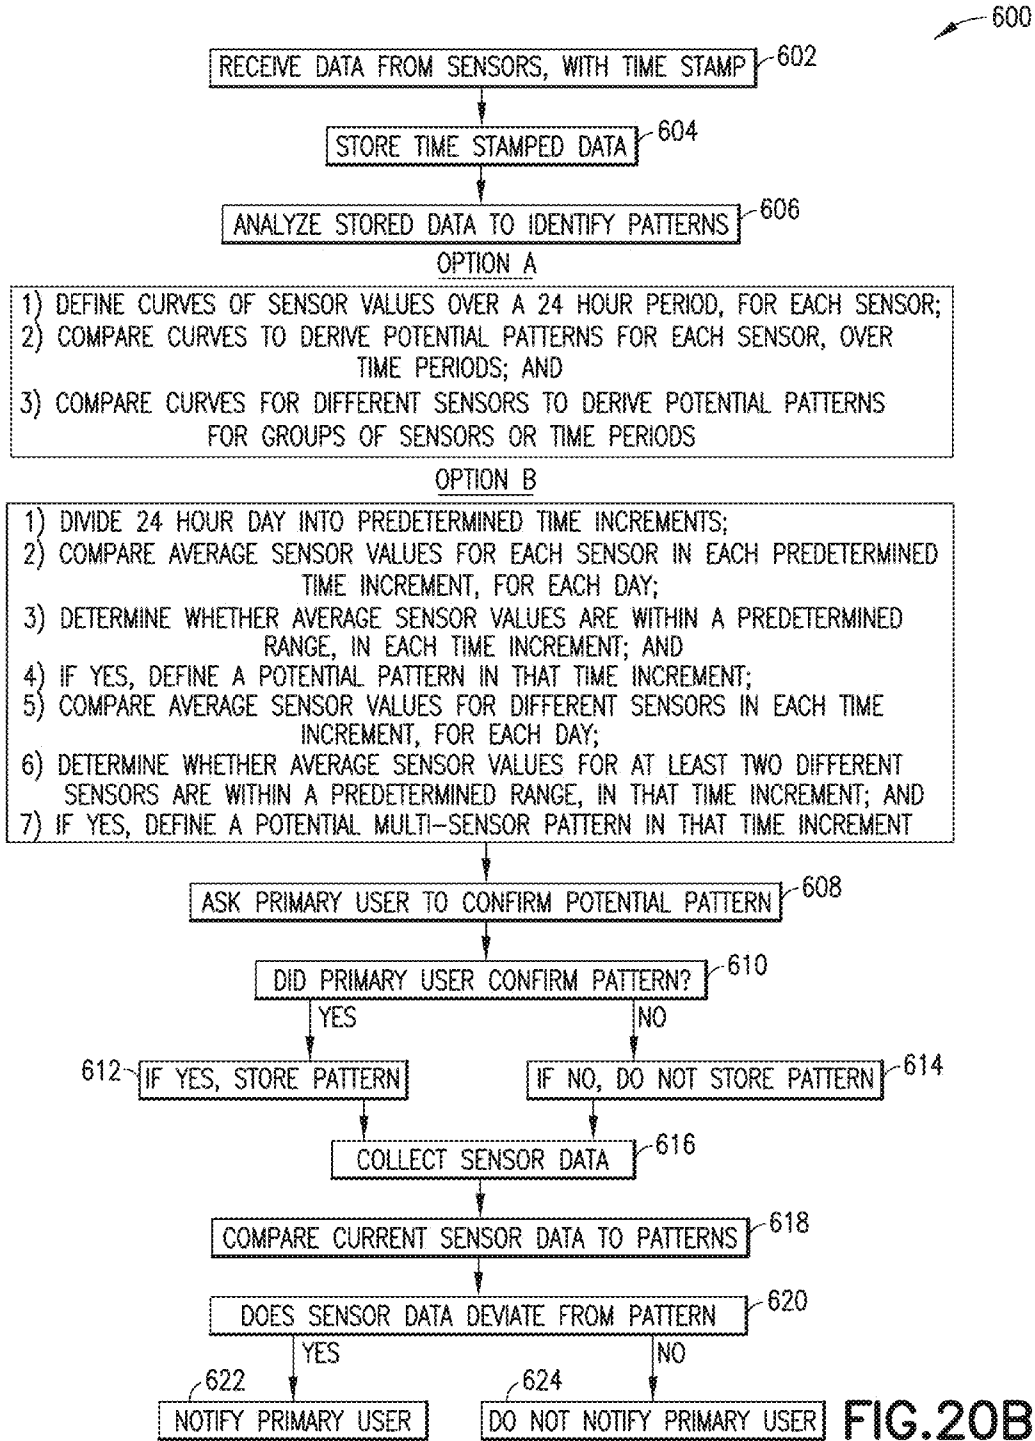 600
RECEIVE DATA FROM SENSORS, WITH TIME STAMP 602
STORE TIME STAMPED DATA 604
ANALYZE STORED DATA TO IDENTIFY PATTERNS 606
OPTION A
1) DEFINE CURVES OF SENSOR VALUES OVER A 24 HOUR PERIOD, FOR EACH SENSOR;
2) COMPARE CURVES TO DERIVE POTENTIAL PATTERNS FOR EACH SENSOR, OVER
TIME PERIODS; AND
3) COMPARE CURVES FOR DIFFERENT SENSORS TO DERIVE POTENTIAL PATTERNS
FOR GROUPS OF SENSORS OR TIME PERIODS
OPTION B
1) DIVIDE 24 HOUR DAY INTO PREDETERMINED TIME INCREMENTS;
2) COMPARE AVERAGE SENSOR VALUES FOR EACH SENSOR IN EACH PREDETERMINED
TIME INCREMENT, FOR EACH DAY;
3) DETERMINE WHETHER AVERAGE SENSOR VALUES ARE WITHIN A PREDETERMINED
RANGE, IN EACH TIME INCREMENT; AND
4) IF YES, DEFINE A POTENTIAL PATTERN IN THAT TIME INCREMENT;
5) COMPARE AVERAGE SENSOR VALUES FOR DIFFERENT SENSORS IN EACH TIME
INCREMENT, FOR EACH DAY;
6) DETERMINE WHETHER AVERAGE SENSOR VALUES FOR AT LEAST TWO DIFFERENT
SENSORS ARE WITHIN A PREDETERMINED RANGE, IN THAT TIME INCREMENT; AND
7) IF YES, DEFINE A POTENTIAL MULTI-SENSOR PATTERN IN THAT TIME INCREMENT
ASK PRIMARY USER TO CONFIRM POTENTIAL PATTERN 608
DID PRIMARY USER CONFIRM PATTERN? 610
YES NO
612 IF YES, STORE PATTERN IF NO, DO NOT STORE PATTERN 614
COLLECT SENSOR DATA 616
COMPARE CURRENT SENSOR DATA TO PATTERNS 618
DOES SENSOR DATA DEVIATE FROM PATTERN 620
YES NO
622 624
NOTIFY PRIMARY USER DO NOT NOTIFY PRIMARY USER FIG.20B